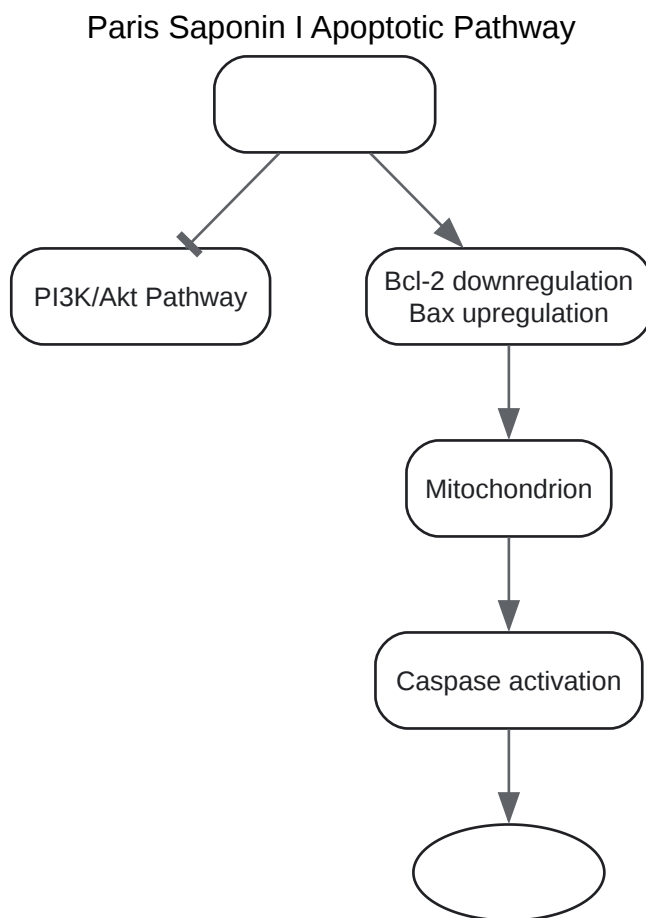 Paris Saponin I Apoptotic Pathway
PI3K/Akt Pathway
Bcl-2 downregulation
Bax upregulation
Mitochondrion
Caspase activation